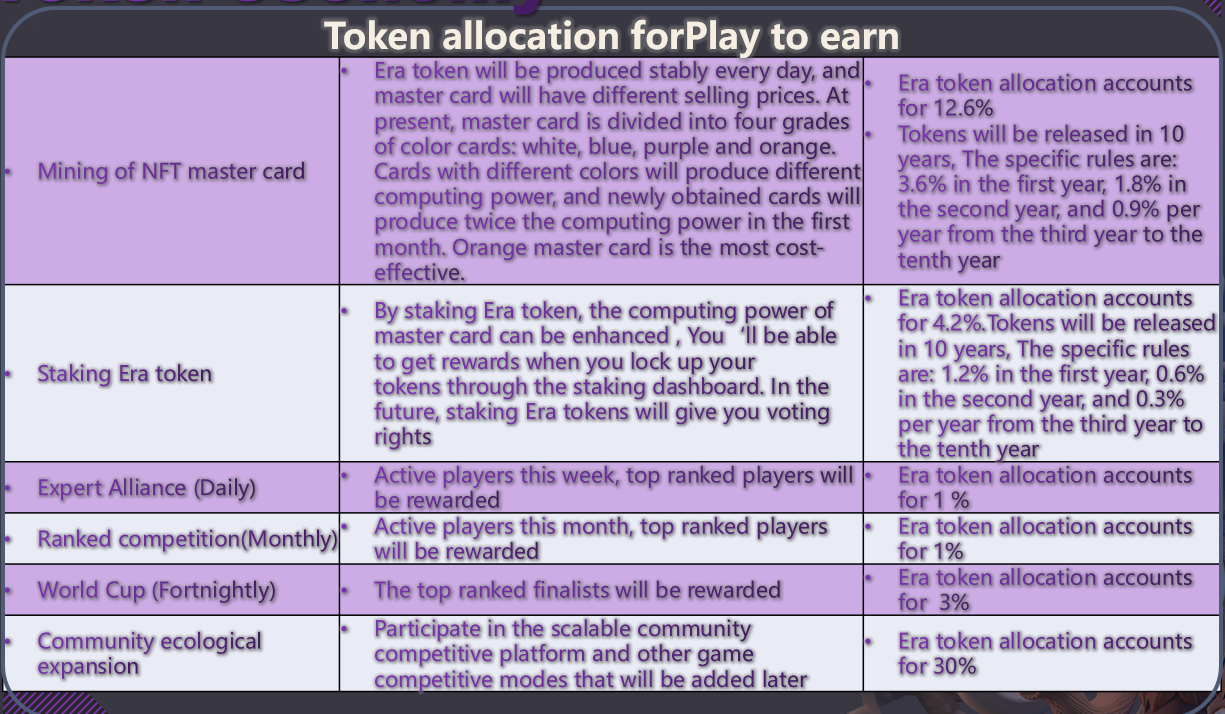 Token economy
Token allocation forPlay to earn
• Mining of NFT master card
• Era token will be produced stably every day, and
master card will have different selling prices. At
present, master card is divided into four grades
of color cards: white, blue, purple and orange.
Cards with different colors will produce different
computing power, and newly obtained cards will
produce twice the computing power in the first
month. Orange master card is the most cost-
effective.
• Era token allocation accounts
for 12.6%
• Tokens will be released in 10
years, The specific rules are:
3.6% in the first year, 1.8% in
the second year, and 0.9% per
year from the third year to the
tenth year
• Staking Era token
• By staking Era token, the computing power of
master card can be enhanced , You ‘ll be able
to get rewards when you lock up your
tokens through the staking dashboard. In the
future, staking Era tokens will give you voting
rights
• Era token allocation accounts
for 4.2%.Tokens will be released
in 10 years, The specific rules
are: 1.2% in the first year, 0.6%
in the second year, and 0.3%
per year from the third year to
the tenth year
• Expert Alliance (Daily)
• Active players this week, top ranked players will
be rewarded
• Era token allocation accounts
for 1 %
• Ranked competition(Monthly)
• Active players this month, top ranked players
will be rewarded
• Era token allocation accounts
for 1%
• World Cup (Fortnightly)
• The top ranked finalists will be rewarded
• Era token allocation accounts
for 3%
• Community ecological
expansion
• Participate in the scalable community
competitive platform and other game
competitive modes that will be added later
• Era token allocation accounts
for 30%